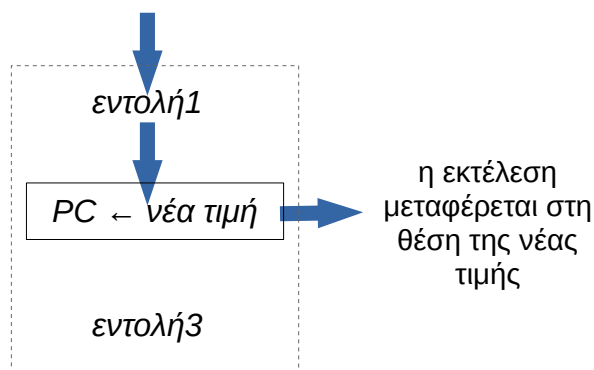 εντολή1
PC ← νέα τιμή
η εκτέλεση
μεταφέρεται στη
θέση της νέας
τιμής
εντολή3